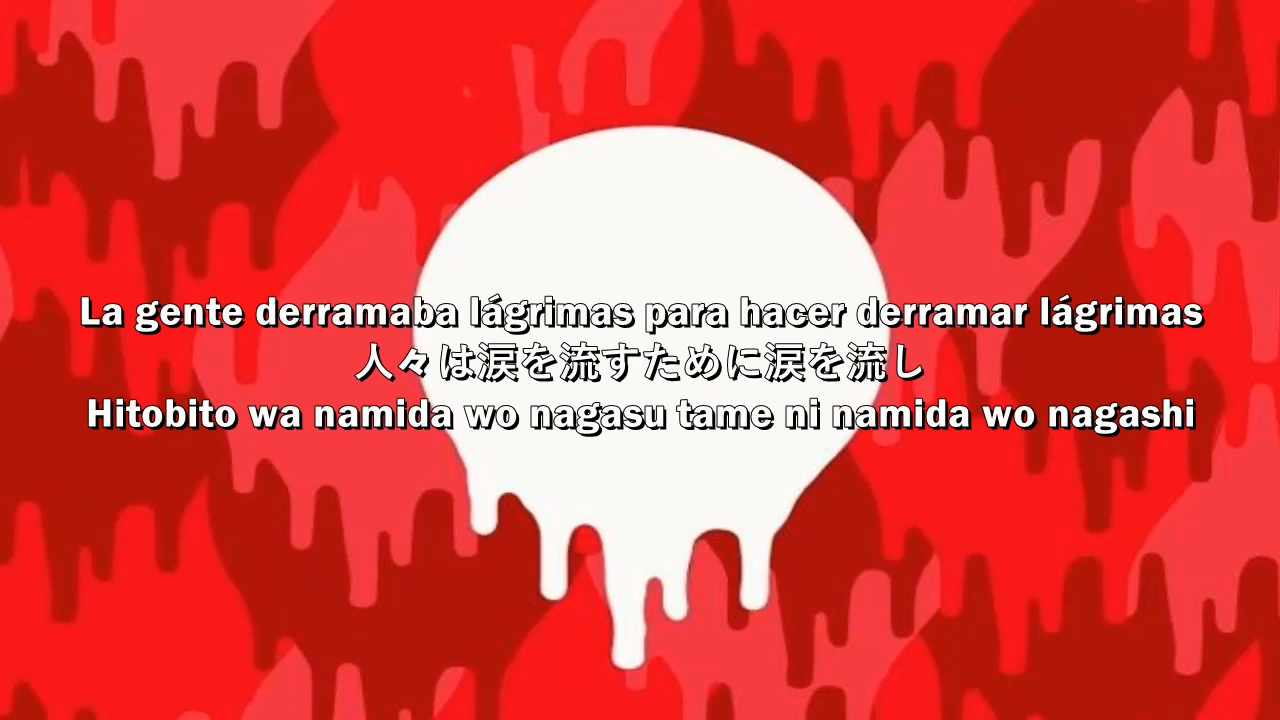 La gente derramaba lágrimas para hacer derramar lágrimas
人々は涙を流すために涙を流し
Hitobito wa namida wo nagasu tame ni namida wo nagashi